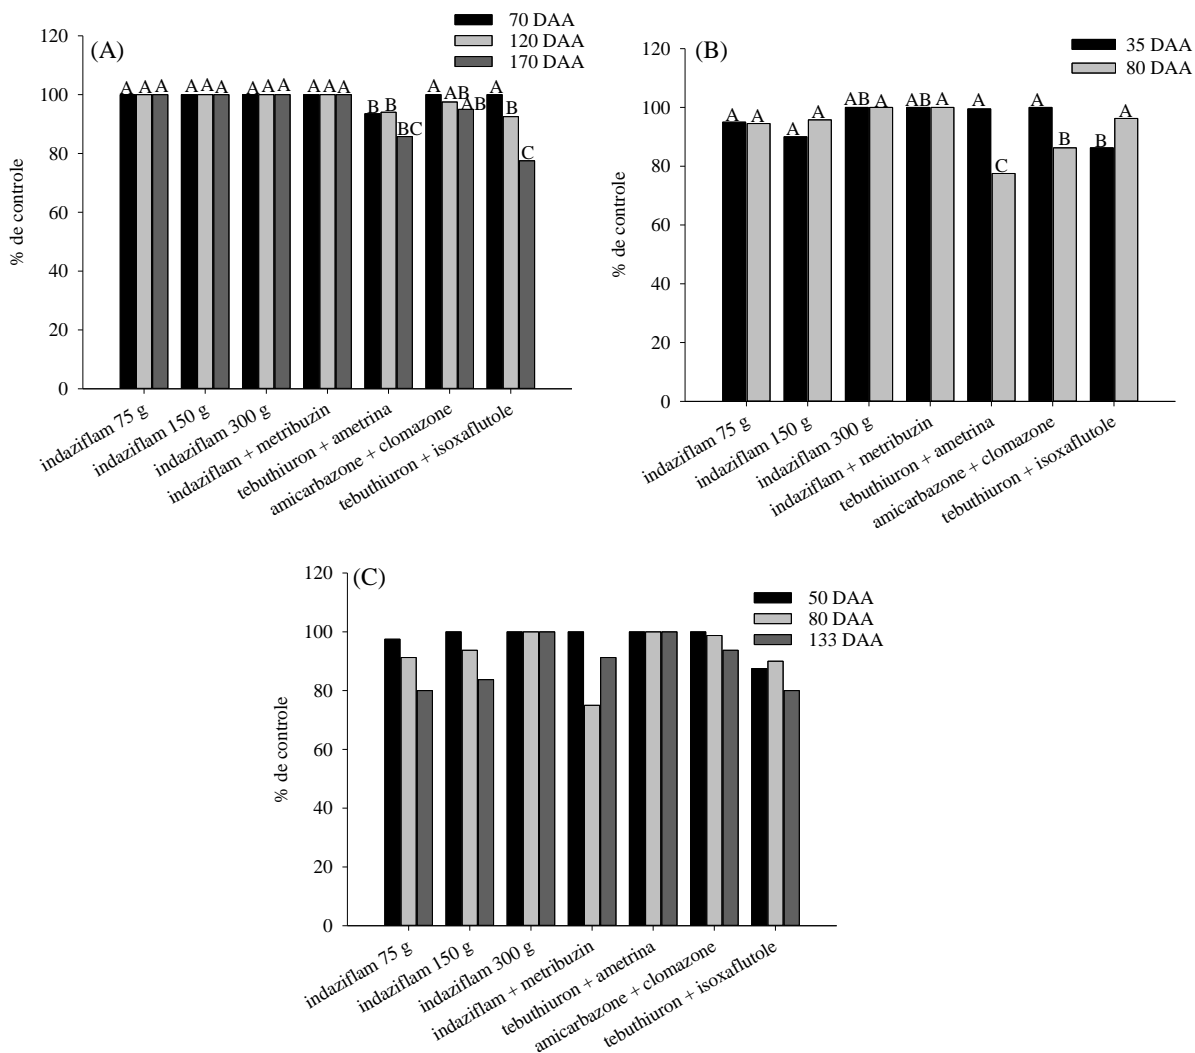 (A)
70 DAA
120 DAA
170 DAA
120
100
80
60
40
20
0
% de controle
A A A A A A A A A A A A B B BC A AB AB A B C
indaziflam 75 g
indaziflam 150 g
indaziflam 300 g
indaziflam + metribuzin
tebuthiuron + ametrina
amicarbazone + clomazone
tebuthiuron + isoxaflutole
(B)
35 DAA
80 DAA
120
100
80
60
40
20
0
% de controle
A A A A AB A AB A A C A B B A
indaziflam 75 g
indaziflam 150 g
indaziflam 300 g
indaziflam + metribuzin
tebuthiuron + ametrina
amicarbazone + clomazone
tebuthiuron + isoxaflutole
(C)
50 DAA
80 DAA
133 DAA
120
100
80
60
40
20
0
% de controle
indaziflam 75 g
indaziflam 150 g
indaziflam 300 g
indaziflam + metribuzin
tebuthiuron + ametrina
amicarbazone + clomazone
tebuthiuron + isoxaflutole